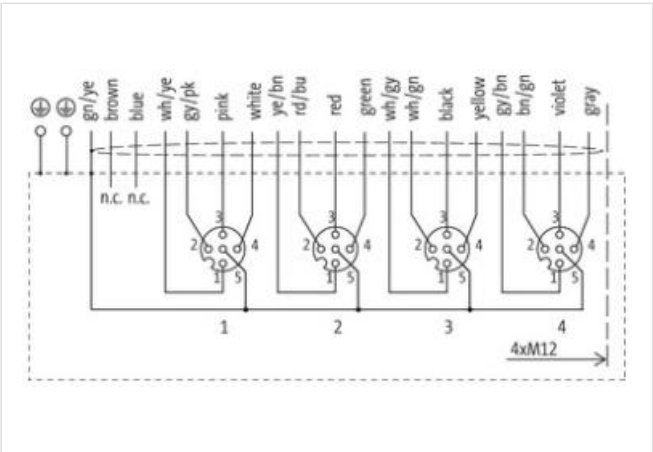 gn/ye brown blue wh/ye gy/pk pink white ye/bn rd/bu red green wh/gy wh/gn black yellow gy/bn bn/gn violet gray
n.c. n.c.
3 3 3 3
2 4 2 4 2 4 2 4
1 5 1 5 1 5 1 5
1 2 3 4
4xM12